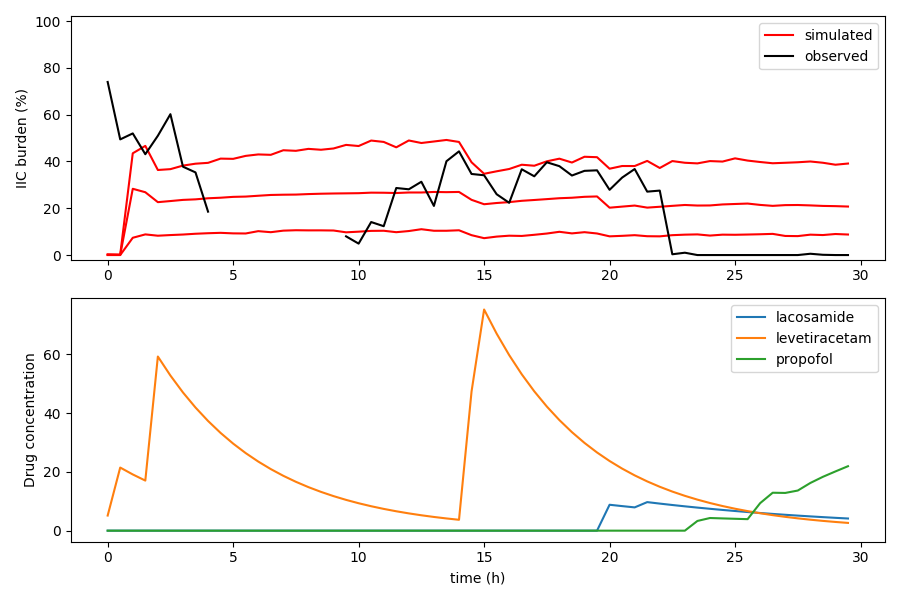 100
80
60
40
20
0
IIC burden (%)
simulated
observed
0 5 10 15 20 25 30
60
40
20
0
Drug concentration
lacosamide
levetiracetam
propofol
0 5 10 15 20 25 30
time (h)